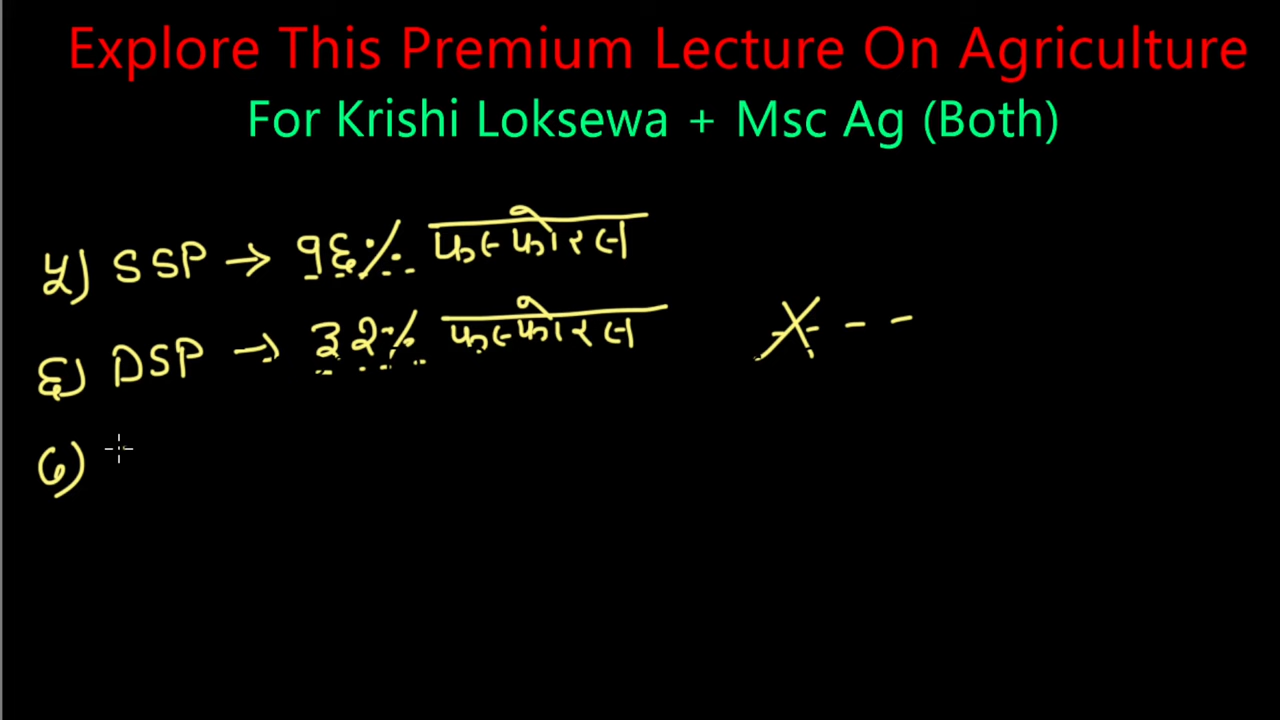 Explore This Premium Lecture On Agriculture
For Krishi Loksewa + Msc Ag (Both)
५) SSP → १६% फस्फोरस
६) DSP → ३२% फस्फोरस X - -
७)